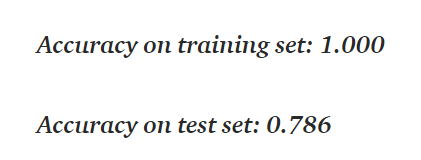 Accuracy on training set: 1.000
Accuracy on test set: 0.786